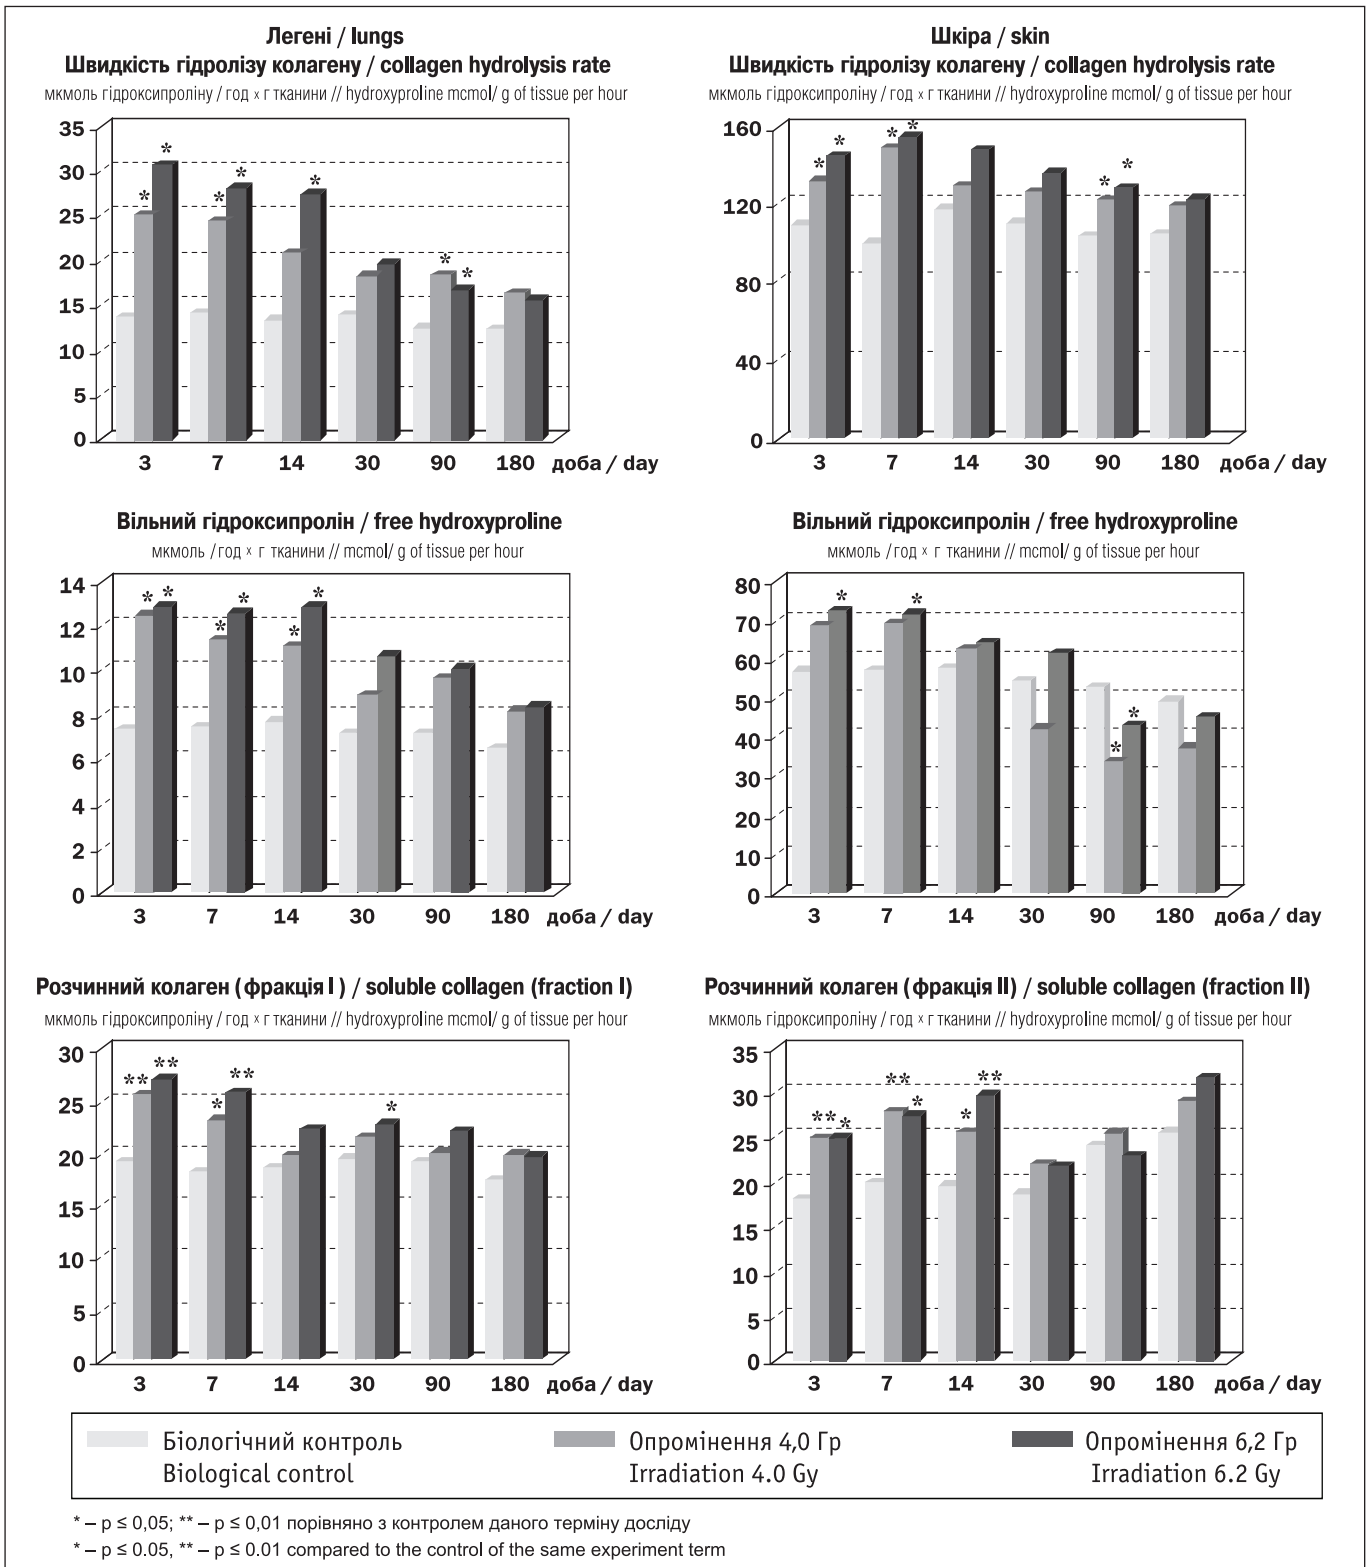 Легені / lungs
Швидкість гідролізу колагену / collagen hydrolysis rate
мкмоль гідроксипроліну / год × г тканини // hydroxyproline mcmol/ g of tissue per hour
35
30
25
20
15
10
5
0
* * * * * * *
3 7 14 30 90 180 доба / day
Шкіра / skin
Швидкість гідролізу колагену / collagen hydrolysis rate
мкмоль гідроксипроліну / год × г тканини // hydroxyproline mcmol/ g of tissue per hour
160
120
80
40
0
* * * * * *
3 7 14 30 90 180 доба / day
Вільний гідроксипролін / free hydroxyproline
мкмоль /год × г тканини // mcmol/ g of tissue per hour
14
12
10
8
6
4
2
0
* * * * * *
3 7 14 30 90 180 доба / day
Вільний гідроксипролін / free hydroxyproline
мкмоль /год × г тканини // mcmol/ g of tissue per hour
80
70
60
50
40
30
20
10
0
* * * *
3 7 14 30 90 180 доба / day
Розчинний колаген (фракція I ) / soluble collagen (fraction I)
мкмоль гідроксипроліну / год × г тканини // hydroxyproline mcmol/ g of tissue per hour
30
25
20
15
10
5
0
** ** * ** *
3 7 14 30 90 180 доба / day
Розчинний колаген (фракція II) / soluble collagen (fraction II)
мкмоль гідроксипроліну / год × г тканини // hydroxyproline mcmol/ g of tissue per hour
35
30
25
20
15
10
5
0
** * ** * * **
3 7 14 30 90 180 доба / day
Біологічний контроль
Biological control
Опромінення 4,0 Гр
Irradiation 4.0 Gy
Опромінення 6,2 Гр
Irradiation 6.2 Gy
* – p ≤ 0,05; ** – p ≤ 0,01 порівняно з контролем даного терміну досліду
* – p ≤ 0.05, ** – p ≤ 0.01 compared to the control of the same experiment term